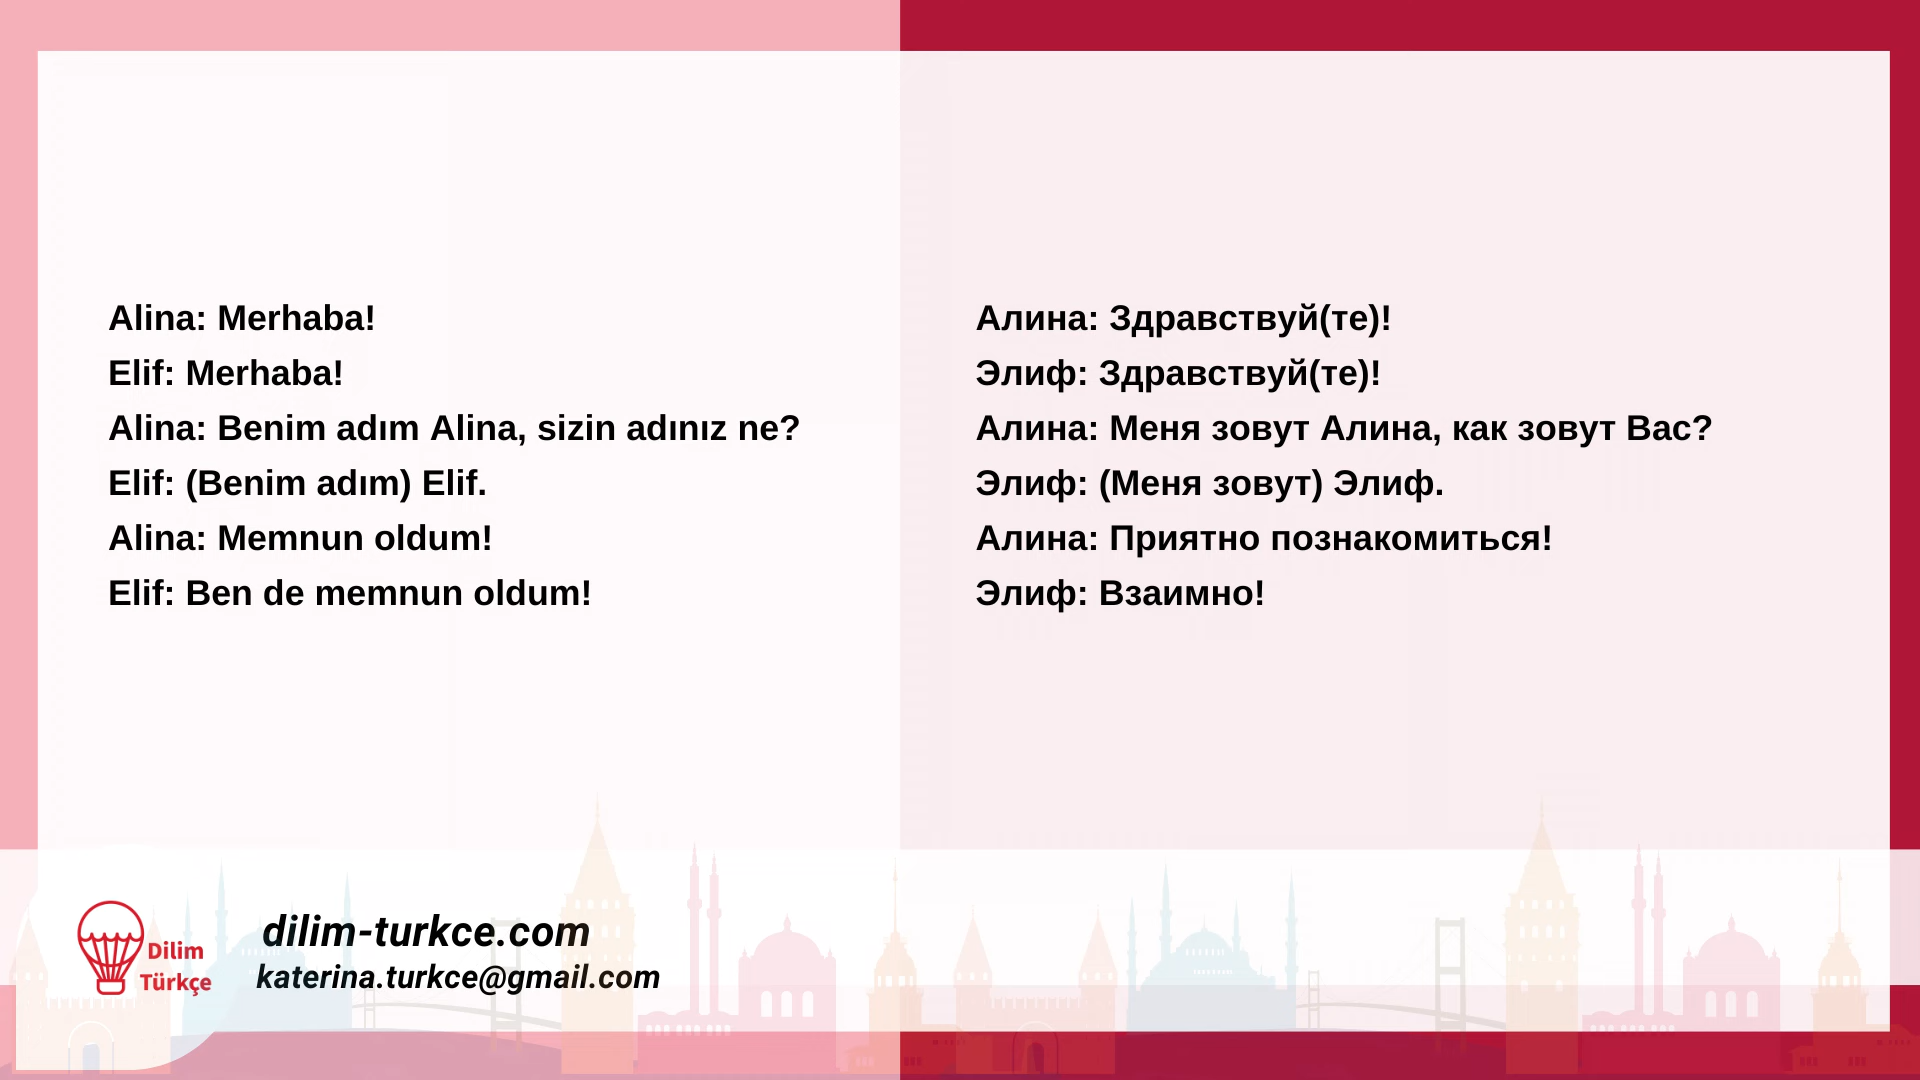 Alina: Merhaba!
Elif: Merhaba!
Alina: Benim adım Alina, sizin adınız ne?
Elif: (Benim adım) Elif.
Alina: Memnun oldum!
Elif: Ben de memnun oldum!
Алина: Здравствуй(те)!
Элиф: Здравствуй(те)!
Алина: Меня зовут Алина, как зовут Вас?
Элиф: (Меня зовут) Элиф.
Алина: Приятно познакомиться!
Элиф: Взаимно!
Dilim
Türkçe
dilim-turkce.com
katerina.turkce@gmail.com